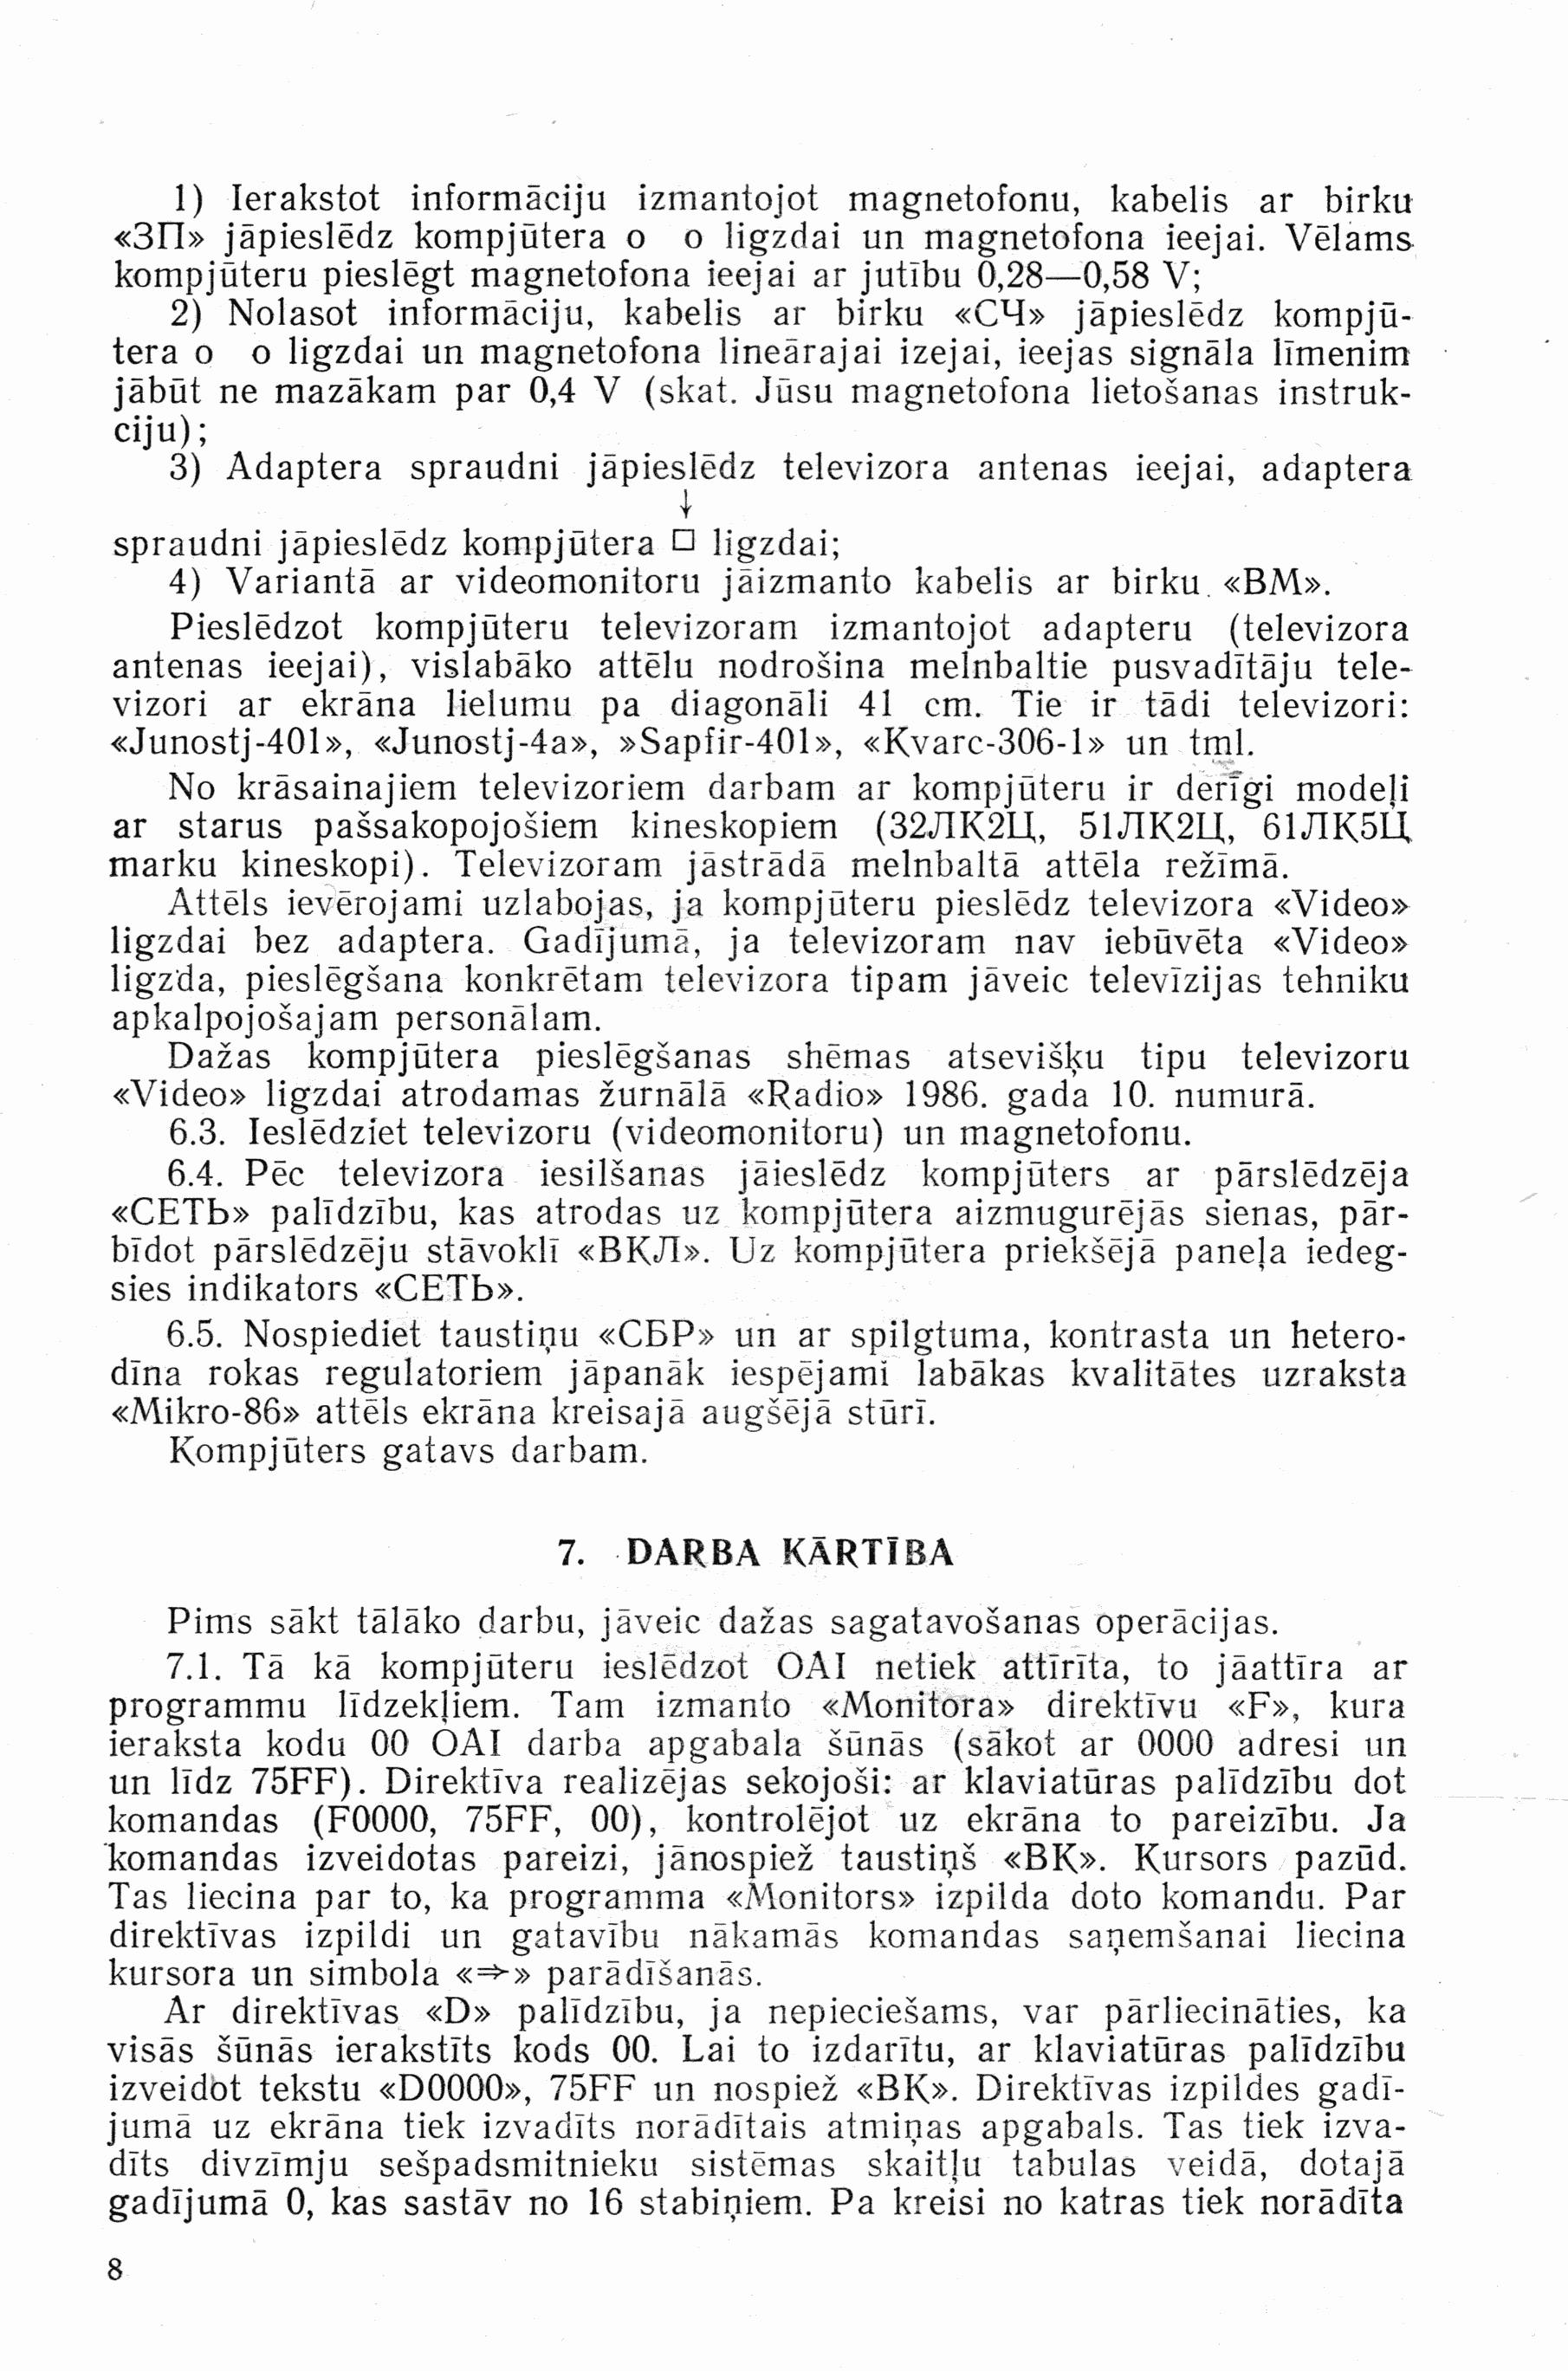 1) Ierakstot informāciju izmantojot magnetofonu, kabelis ar birku
«ЗП» jāpieslēdz kompjūtera o o ligzdai un magnetofona ieejai. Vēlams
kompjūteru pieslēgt magnetofona ieejai ar jutību 0,28—0,58 V;
2) Nolasot informāciju, kabelis ar birku «СЧ» jāpieslēdz kompjū-
tera o o ligzdai un magnetofona lineārajai izejai, ieejas signāla līmenim
jābūt ne mazākam par 0,4 V (skat. Jūsu magnetofona lietošanas instruk-
ciju);
3) Adaptera spraudni jāpieslēdz televizora antenas ieejai, adaptera
↓
spraudni jāpieslēdz kompjūtera □ ligzdai;
4) Variantā ar videomonitoru jāizmanto kabelis ar birku «ВМ».
Pieslēdzot kompjūteru televizoram izmantojot adapteru (televizora
antenas ieejai), vislabāko attēlu nodrošina melnbaltie pusvadītāju tele-
vizori ar ekrāna lielumu pa diagonāli 41 cm. Tie ir tādi televizori:
«Junostj-401», «Junostj-4a», »Sapfir-401», «Kvarc-306-1» un tml.
No krāsainajiem televizoriem darbam ar kompjūteru ir derīgi modeļi
ar starus pašsakopojošiem kineskopiem (32ЛК2Ц, 51ЛК2Ц, 61ЛК5Ц
marku kineskopi). Televizoram jāstrādā melnbaltā attēla režīmā.
Attēls ievērojami uzlabojas, ja kompjūteru pieslēdz televizora «Video»
ligzdai bez adaptera. Gadījumā, ja televizoram nav iebūvēta «Video»
ligzda, pieslēgšana konkrētam televizora tipam jāveic televīzijas tehniku
apkalpojošajam personālam.
Dažas kompjūtera pieslēgšanas shēmas atsevišķu tipu televizoru
«Video» ligzdai atrodamas žurnālā «Radio» 1986. gada 10. numurā.
6.3. Ieslēdziet televizoru (videomonitoru) un magnetofonu.
6.4. Pēc televizora iesilšanas jāieslēdz kompjūters ar pārslēdzēja
«СЕТЬ» palīdzību, kas atrodas uz kompjūtera aizmugurējās sienas, pār-
bīdot pārslēdzēju stāvoklī «ВКЛ». Uz kompjūtera priekšējā paneļa iedeg-
sies indikators «СЕТЬ».
6.5. Nospiediet taustiņu «СБР» un ar spilgtuma, kontrasta un hetero-
dīna rokas regulatoriem jāpanāk iespējami labākas kvalitātes uzraksta
«Mikro-86» attēls ekrāna kreisajā augšējā stūrī.
Kompjūters gatavs darbam.
7. DARBA KĀRTĪBA
Pims sākt tālāko darbu, jāveic dažas sagatavošanas operācijas.
7.1. Tā kā kompjūteru ieslēdzot OAI netiek attīrīta, to jāattīra ar
programmu līdzekļiem. Tam izmanto «Monitora» direktīvu «F», kura
ieraksta kodu 00 OAI darba apgabala šūnās (sākot ar 0000 adresi un
un līdz 75FF). Direktīva realizējas sekojoši: ar klaviatūras palīdzību dot
komandas (F0000, 75FF, 00), kontrolējot uz ekrāna to pareizību. Ja
komandas izveidotas pareizi, jānospiež taustiņš «ВК». Kursors pazūd.
Tas liecina par to, ka programma «Monitors» izpilda doto komandu. Par
direktīvas izpildi un gatavību nākamās komandas saņemšanai liecina
kursora un simbola «⇒» parādīšanās.
Ar direktīvas «D» palīdzību, ja nepieciešams, var pārliecināties, ka
visās šūnās ierakstīts kods 00. Lai to izdarītu, ar klaviatūras palīdzību
izveidot tekstu «D0000», 75FF un nospiež «ВК». Direktīvas izpildes gadī-
jumā uz ekrāna tiek izvadīts norādītais atmiņas apgabals. Tas tiek izva-
dīts divzīmju sešpadsmitnieku sistēmas skaitļu tabulas veidā, dotajā
gadījumā 0, kas sastāv no 16 stabiņiem. Pa kreisi no katras tiek norādīta
8